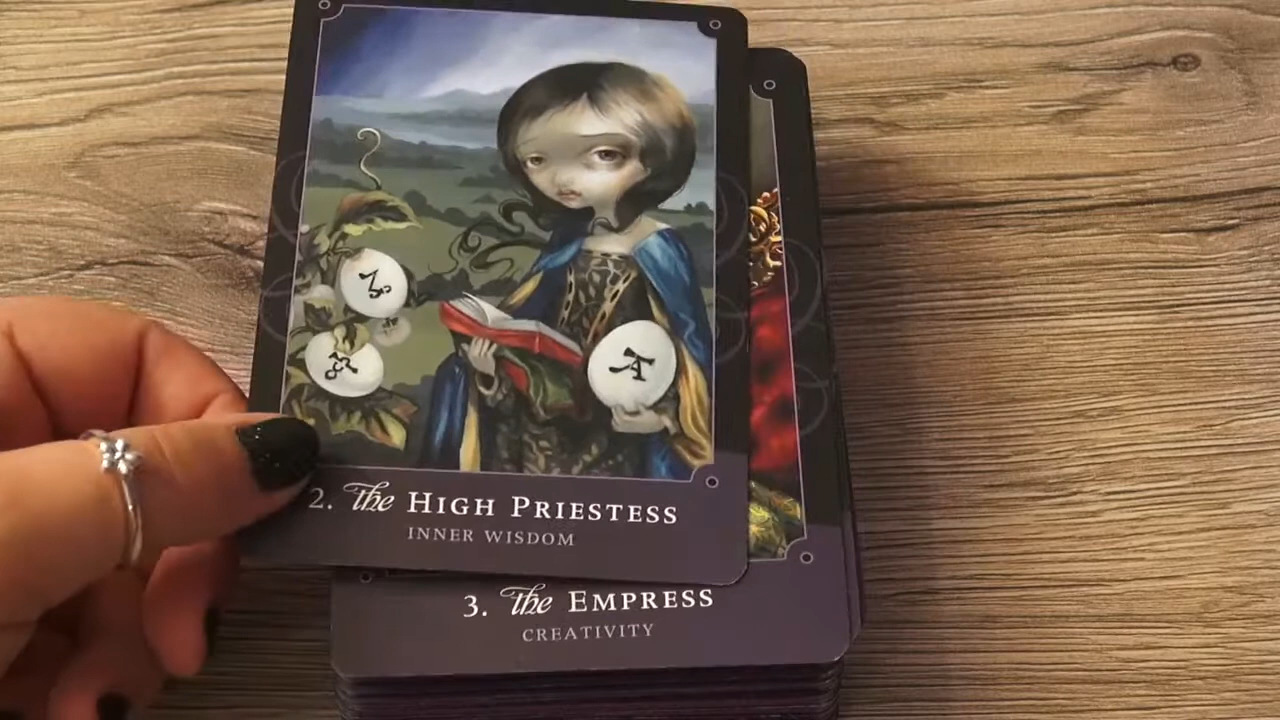 2. the HIGH PRIESTESS
INNER WISDOM
3. the EMPRESS
CREATIVITY